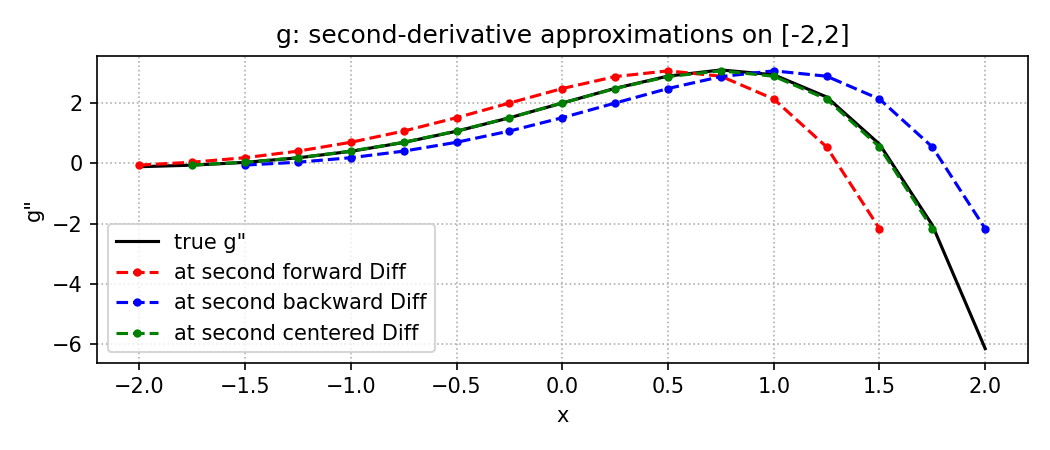 g: second-derivative approximations on [-2,2]
g"
2
0
−2
−4
−6
true g"
at second forward Diff
at second backward Diff
at second centered Diff
−2.0 −1.5 −1.0 −0.5 0.0 0.5 1.0 1.5 2.0
x